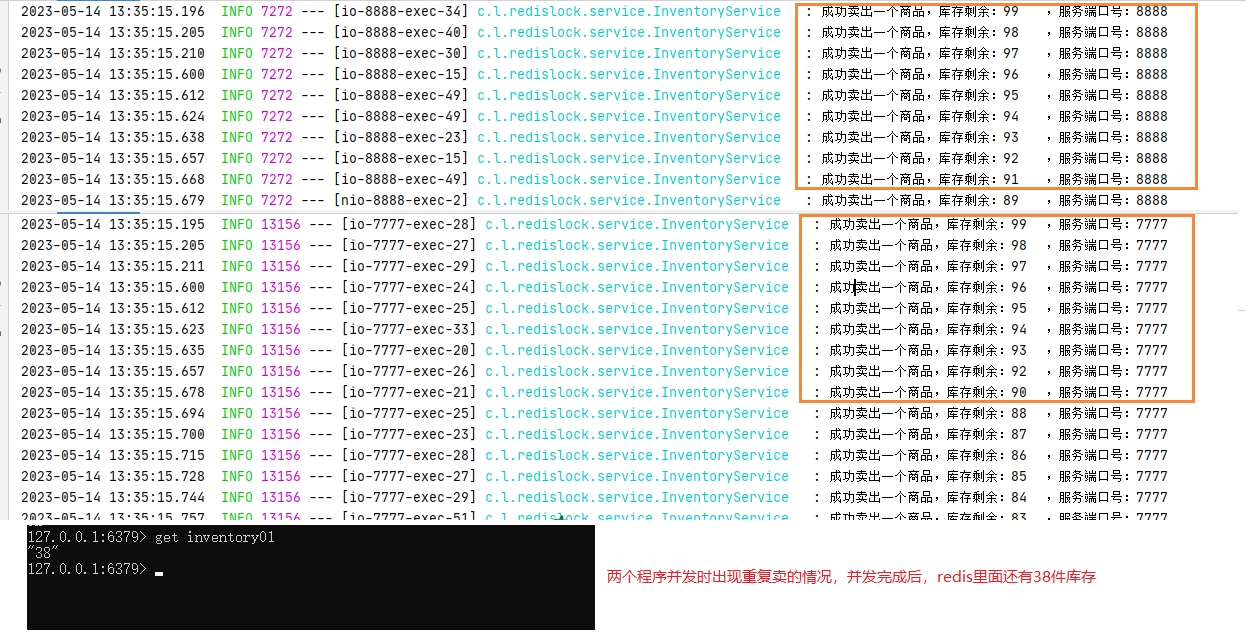 2023-05-14 13:35:15.196 INFO 7272 --- [io-8888-exec-34] c.l.redislock.service.InventoryService : 成功卖出一个商品，库存剩余：99 ，服务端口号：8888
2023-05-14 13:35:15.205 INFO 7272 --- [io-8888-exec-40] c.l.redislock.service.InventoryService : 成功卖出一个商品，库存剩余：98 ，服务端口号：8888
2023-05-14 13:35:15.210 INFO 7272 --- [io-8888-exec-30] c.l.redislock.service.InventoryService : 成功卖出一个商品，库存剩余：97 ，服务端口号：8888
2023-05-14 13:35:15.600 INFO 7272 --- [io-8888-exec-15] c.l.redislock.service.InventoryService : 成功卖出一个商品，库存剩余：96 ，服务端口号：8888
2023-05-14 13:35:15.612 INFO 7272 --- [io-8888-exec-49] c.l.redislock.service.InventoryService : 成功卖出一个商品，库存剩余：95 ，服务端口号：8888
2023-05-14 13:35:15.624 INFO 7272 --- [io-8888-exec-49] c.l.redislock.service.InventoryService : 成功卖出一个商品，库存剩余：94 ，服务端口号：8888
2023-05-14 13:35:15.638 INFO 7272 --- [io-8888-exec-23] c.l.redislock.service.InventoryService : 成功卖出一个商品，库存剩余：93 ，服务端口号：8888
2023-05-14 13:35:15.657 INFO 7272 --- [io-8888-exec-15] c.l.redislock.service.InventoryService : 成功卖出一个商品，库存剩余：92 ，服务端口号：8888
2023-05-14 13:35:15.668 INFO 7272 --- [io-8888-exec-49] c.l.redislock.service.InventoryService : 成功卖出一个商品，库存剩余：91 ，服务端口号：8888
2023-05-14 13:35:15.679 INFO 7272 --- [nio-8888-exec-2] c.l.redislock.service.InventoryService : 成功卖出一个商品，库存剩余：89 ，服务端口号：8888
2023-05-14 13:35:15.195 INFO 13156 --- [io-7777-exec-28] c.l.redislock.service.InventoryService : 成功卖出一个商品，库存剩余：99 ，服务端口号：7777
2023-05-14 13:35:15.205 INFO 13156 --- [io-7777-exec-27] c.l.redislock.service.InventoryService : 成功卖出一个商品，库存剩余：98 ，服务端口号：7777
2023-05-14 13:35:15.211 INFO 13156 --- [io-7777-exec-29] c.l.redislock.service.InventoryService : 成功卖出一个商品，库存剩余：97 ，服务端口号：7777
2023-05-14 13:35:15.600 INFO 13156 --- [io-7777-exec-24] c.l.redislock.service.InventoryService : 成功卖出一个商品，库存剩余：96 ，服务端口号：7777
2023-05-14 13:35:15.612 INFO 13156 --- [io-7777-exec-25] c.l.redislock.service.InventoryService : 成功卖出一个商品，库存剩余：95 ，服务端口号：7777
2023-05-14 13:35:15.623 INFO 13156 --- [io-7777-exec-33] c.l.redislock.service.InventoryService : 成功卖出一个商品，库存剩余：94 ，服务端口号：7777
2023-05-14 13:35:15.635 INFO 13156 --- [io-7777-exec-20] c.l.redislock.service.InventoryService : 成功卖出一个商品，库存剩余：93 ，服务端口号：7777
2023-05-14 13:35:15.657 INFO 13156 --- [io-7777-exec-26] c.l.redislock.service.InventoryService : 成功卖出一个商品，库存剩余：92 ，服务端口号：7777
2023-05-14 13:35:15.678 INFO 13156 --- [io-7777-exec-21] c.l.redislock.service.InventoryService : 成功卖出一个商品，库存剩余：90 ，服务端口号：7777
2023-05-14 13:35:15.694 INFO 13156 --- [io-7777-exec-25] c.l.redislock.service.InventoryService : 成功卖出一个商品，库存剩余：88 ，服务端口号：7777
2023-05-14 13:35:15.700 INFO 13156 --- [io-7777-exec-23] c.l.redislock.service.InventoryService : 成功卖出一个商品，库存剩余：87 ，服务端口号：7777
2023-05-14 13:35:15.715 INFO 13156 --- [io-7777-exec-28] c.l.redislock.service.InventoryService : 成功卖出一个商品，库存剩余：86 ，服务端口号：7777
2023-05-14 13:35:15.728 INFO 13156 --- [io-7777-exec-27] c.l.redislock.service.InventoryService : 成功卖出一个商品，库存剩余：85 ，服务端口号：7777
2023-05-14 13:35:15.744 INFO 13156 --- [io-7777-exec-29] c.l.redislock.service.InventoryService : 成功卖出一个商品，库存剩余：84 ，服务端口号：7777
2023-05-14 13:35:15.757 INFO 13156 --- [io-7777-exec-51] c.l.redislock.service.InventoryService : 成功卖出一个商品，库存剩余：83 ，服务端口号：7777
127.0.0.1:6379> get inventory01
"38"
127.0.0.1:6379>
两个程序并发时出现重复卖的情况，并发完成后，redis里面还有38件库存